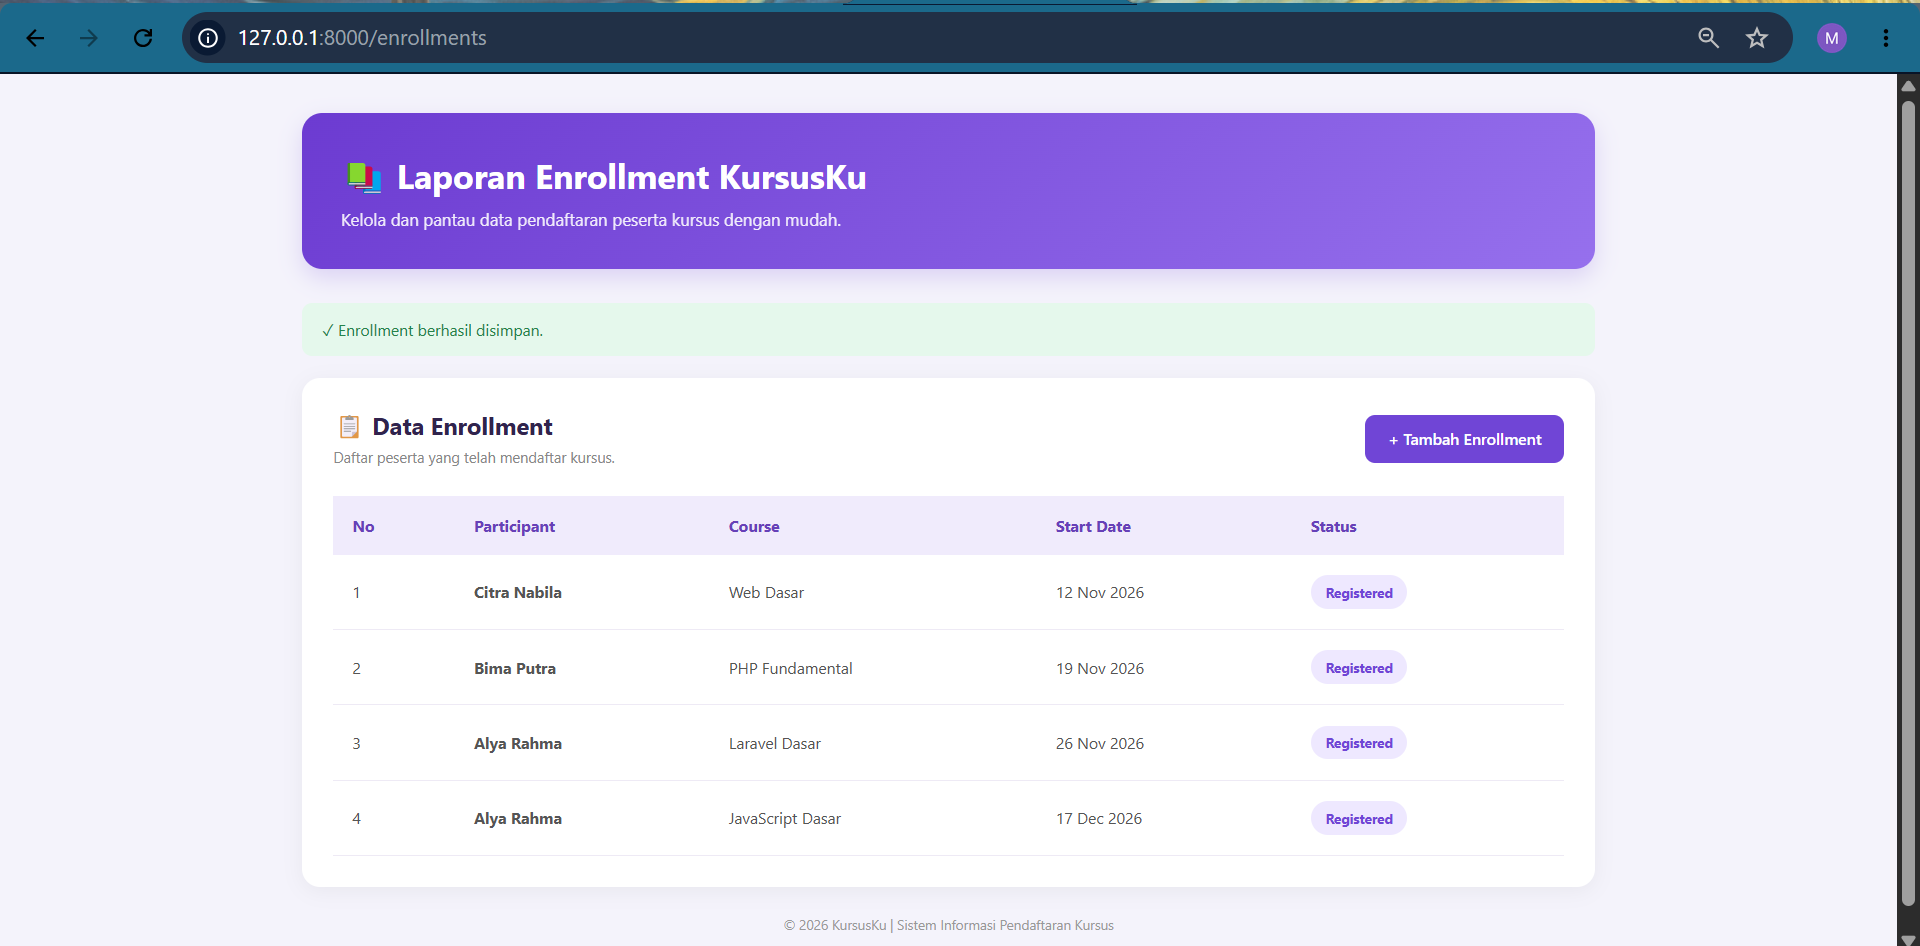 127.0.0.1:8000/enrollments
M
Laporan Enrollment KursusKu
Kelola dan pantau data pendaftaran peserta kursus dengan mudah.
✓ Enrollment berhasil disimpan.
Data Enrollment
Daftar peserta yang telah mendaftar kursus.
+ Tambah Enrollment
No Participant Course Start Date Status
1 Citra Nabila Web Dasar 12 Nov 2026 Registered
2 Bima Putra PHP Fundamental 19 Nov 2026 Registered
3 Alya Rahma Laravel Dasar 26 Nov 2026 Registered
4 Alya Rahma JavaScript Dasar 17 Dec 2026 Registered
© 2026 KursusKu | Sistem Informasi Pendaftaran Kursus